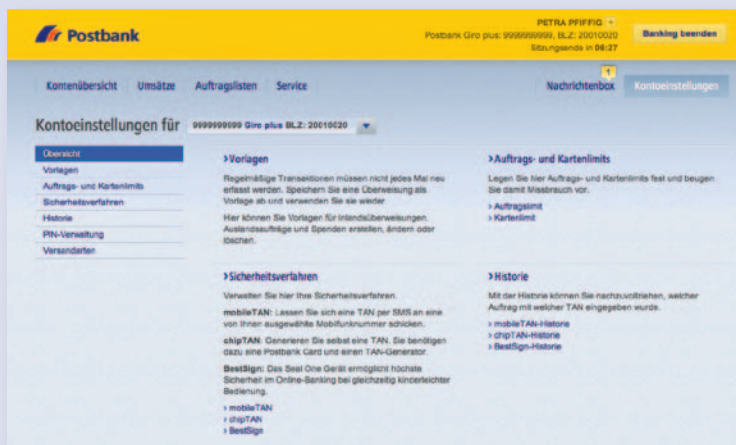 Postbank
PETRA PFIFFIG +
Postbank Giro plus: 9999999999, BLZ: 20010020
Sitzungsende in 06:27
Banking beenden
Kontenübersicht Umsätze Auftragslisten Service
1
Nachrichtenbox Kontoeinstellungen
Kontoeinstellungen für 9999999999 Giro plus BLZ: 20010020
Übersicht
Vorlagen
Auftrags- und Kartenlimits
Sicherheitsverfahren
Historie
PIN-Verwaltung
Versandarten
›Vorlagen
Regelmäßige Transaktionen müssen nicht jedes Mal neu
erfasst werden. Speichern Sie eine Überweisung als
Vorlage ab und verwenden Sie sie wieder.
Hier können Sie Vorlagen für Inlandsüberweisungen,
Auslandsaufträge und Spenden erstellen, ändern oder
löschen.
›Auftrags- und Kartenlimits
Legen Sie hier Auftrags- und Kartenlimits fest und beugen
Sie damit Missbrauch vor.
› Auftragslimit
› Kartenlimit
›Sicherheitsverfahren
Verwalten Sie hier Ihre Sicherheitsverfahren.
mobileTAN: Lassen Sie sich eine TAN per SMS an eine
von Ihnen ausgewählte Mobilfunknummer schicken.
chipTAN: Generieren Sie selbst eine TAN. Sie benötigen
dazu eine Postbank Card und einen TAN-Generator.
BestSign: Das Seal One Gerät ermöglicht höchste
Sicherheit im Online-Banking bei gleichzeitig kinderleichter
Bedienung.
› mobileTAN
› chipTAN
› BestSign
›Historie
Mit der Historie können Sie nachzuvollziehen, welcher
Auftrag mit welcher TAN eingegeben wurde.
› mobileTAN-Historie
› chipTAN-Historie
› BestSign-Historie